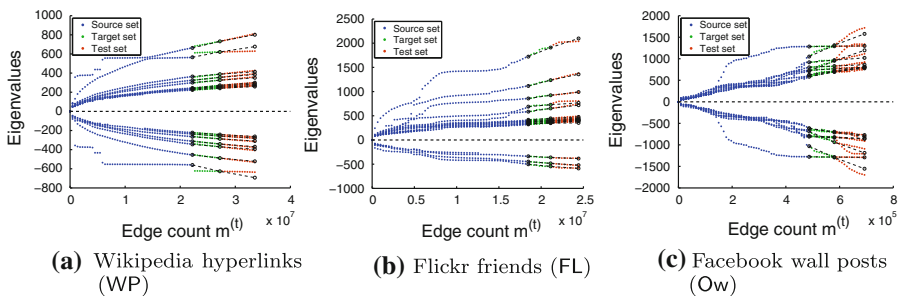 1000
800
600
400
200
0
−200
−400
−600
−800
0 1 2 3 4
x 10^7
Eigenvalues
Edge count m^(t)
Source set
Target set
Test set
(a) Wikipedia hyperlinks
(WP)
2500
2000
1500
1000
500
0
−500
−1000
0 0.5 1 1.5 2 2.5
x 10^7
Eigenvalues
Edge count m^(t)
Source set
Target set
Test set
(b) Flickr friends (FL)
2000
1500
1000
500
0
−500
−1000
−1500
−2000
0 2 4 6 8
x 10^5
Eigenvalues
Edge count m^(t)
Source set
Target set
Test set
(c) Facebook wall posts
(Ow)